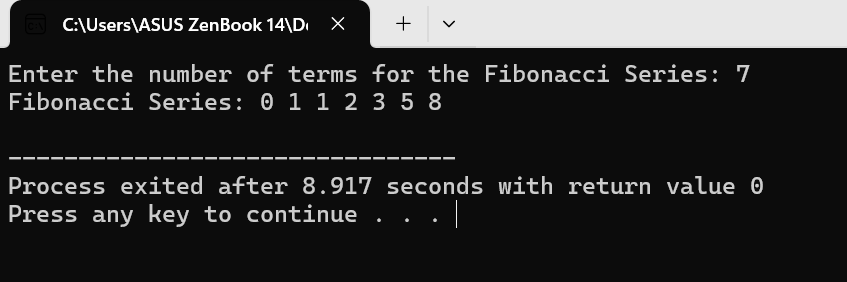 C:\Users\ASUS ZenBook 14\D
Enter the number of terms for the Fibonacci Series: 7
Fibonacci Series: 0 1 1 2 3 5 8
--------------------------------
Process exited after 8.917 seconds with return value 0
Press any key to continue . . .